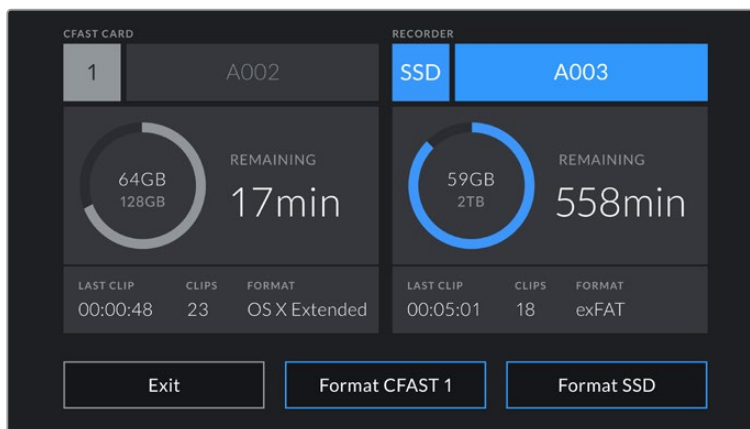 CFAST CARD
1 A002
64GB
128GB
REMAINING
17min
LAST CLIP CLIPS FORMAT
00:00:48 23 OS X Extended
RECORDER
SSD A003
59GB
2TB
REMAINING
558min
LAST CLIP CLIPS FORMAT
00:05:01 18 exFAT
Exit Format CFAST 1 Format SSD